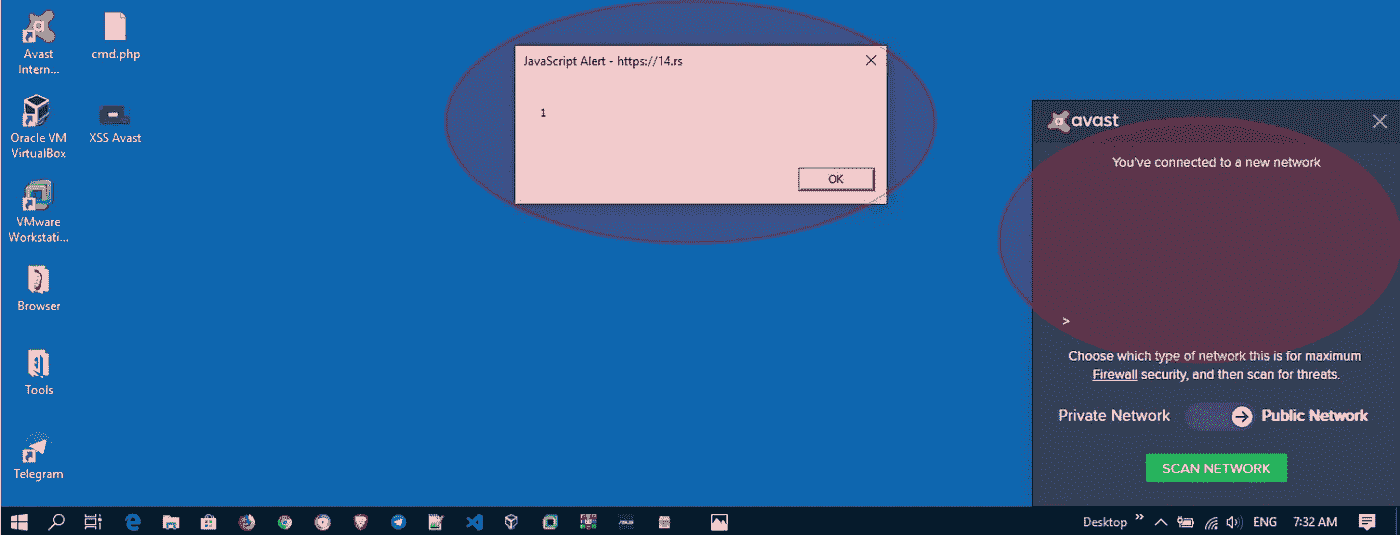 Avast
Intern...
cmd.php
Oracle VM
VirtualBox
XSS Avast
VMware
Workstati...
Browser
Tools
Telegram
JavaScript Alert - https://14.rs
1
OK
avast
You've connected to a new network
>
Choose which type of network this is for maximum
Firewall security, and then scan for threats.
Private Network Public Network
SCAN NETWORK
Desktop » ENG 7:32 AM